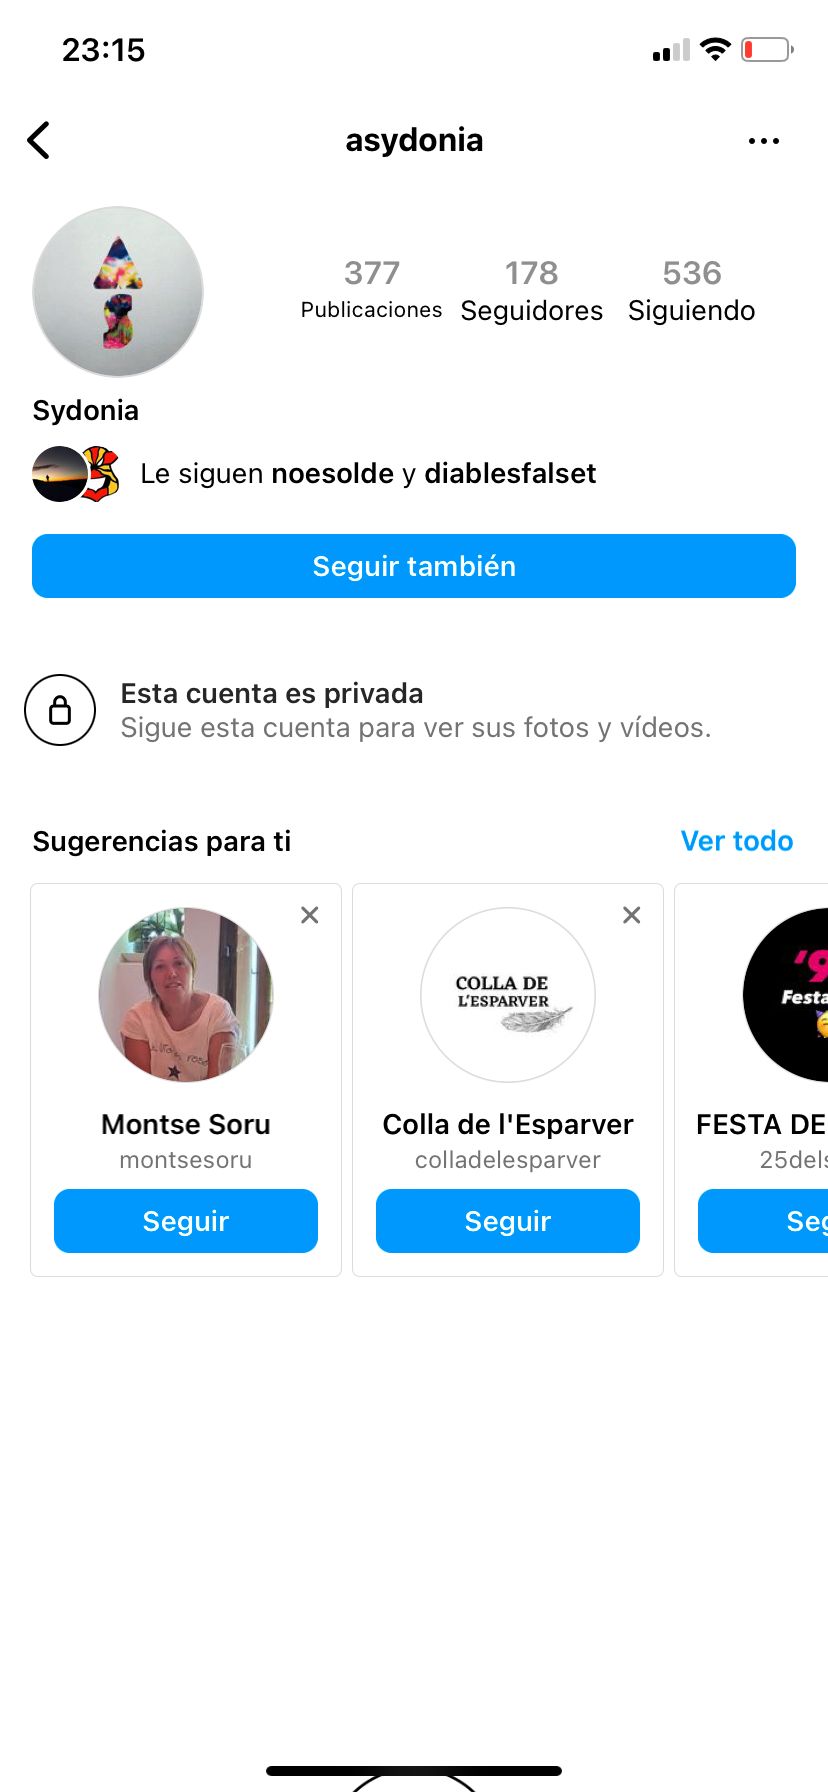 23:15
asydonia
377 178 536
Publicaciones Seguidores Siguiendo
Sydonia
Le siguen noesolde y diablesfalset
Seguir también
Esta cuenta es privada
Sigue esta cuenta para ver sus fotos y vídeos.
Sugerencias para ti Ver todo
COLLA DE
L'ESPARVER
'9
Festa
Montse Soru Colla de l'Esparver FESTA DE
montsesoru colladelesparver 25dels
Seguir Seguir Seg